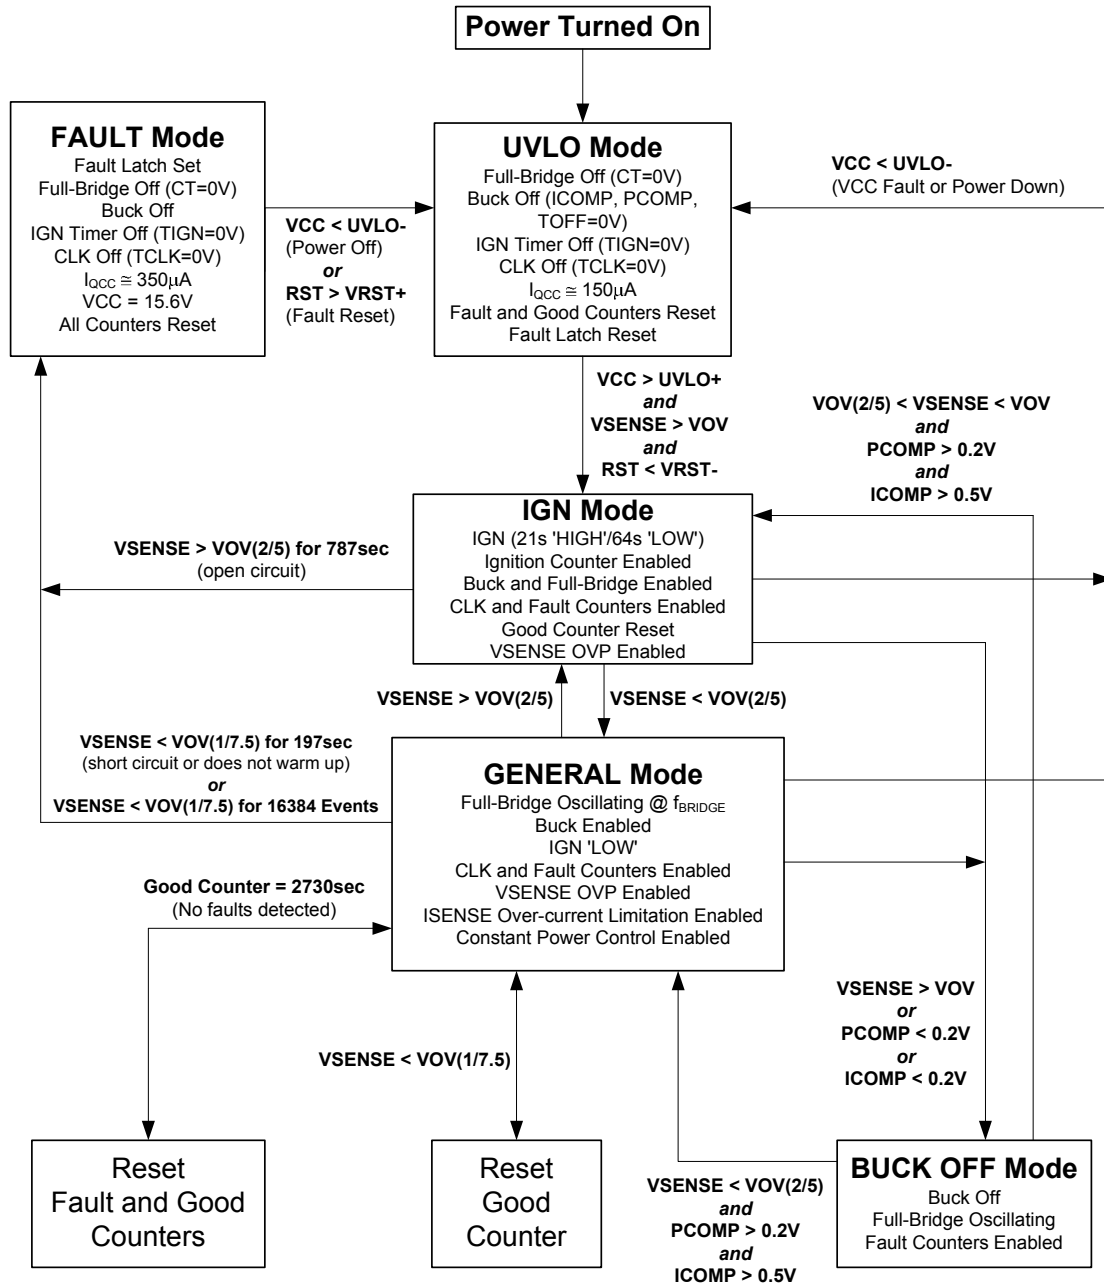 Power Turned On
FAULT Mode
Fault Latch Set
Full-Bridge Off (CT=0V)
Buck Off
IGN Timer Off (TIGN=0V)
CLK Off (TCLK=0V)
IQCC ≅ 350μA
VCC = 15.6V
All Counters Reset
VCC < UVLO-
(Power Off)
or
RST > VRST+
(Fault Reset)
UVLO Mode
Full-Bridge Off (CT=0V)
Buck Off (ICOMP, PCOMP,
TOFF=0V)
IGN Timer Off (TIGN=0V)
CLK Off (TCLK=0V)
IQCC ≅ 150μA
Fault and Good Counters Reset
Fault Latch Reset
VCC < UVLO-
(VCC Fault or Power Down)
VCC > UVLO+
and
VSENSE > VOV
and
RST < VRST-
VOV(2/5) < VSENSE < VOV
and
PCOMP > 0.2V
and
ICOMP > 0.5V
IGN Mode
IGN (21s 'HIGH'/64s 'LOW')
Ignition Counter Enabled
Buck and Full-Bridge Enabled
CLK and Fault Counters Enabled
Good Counter Reset
VSENSE OVP Enabled
VSENSE > VOV(2/5) for 787sec
(open circuit)
VSENSE > VOV(2/5)
VSENSE < VOV(2/5)
VSENSE < VOV(1/7.5) for 197sec
(short circuit or does not warm up)
or
VSENSE < VOV(1/7.5) for 16384 Events
GENERAL Mode
Full-Bridge Oscillating @ fBRIDGE
Buck Enabled
IGN 'LOW'
CLK and Fault Counters Enabled
VSENSE OVP Enabled
ISENSE Over-current Limitation Enabled
Constant Power Control Enabled
Good Counter = 2730sec
(No faults detected)
VSENSE < VOV(1/7.5)
VSENSE > VOV
or
PCOMP < 0.2V
or
ICOMP < 0.2V
Reset
Fault and Good
Counters
Reset
Good
Counter
VSENSE < VOV(2/5)
and
PCOMP > 0.2V
and
ICOMP > 0.5V
BUCK OFF Mode
Buck Off
Full-Bridge Oscillating
Fault Counters Enabled